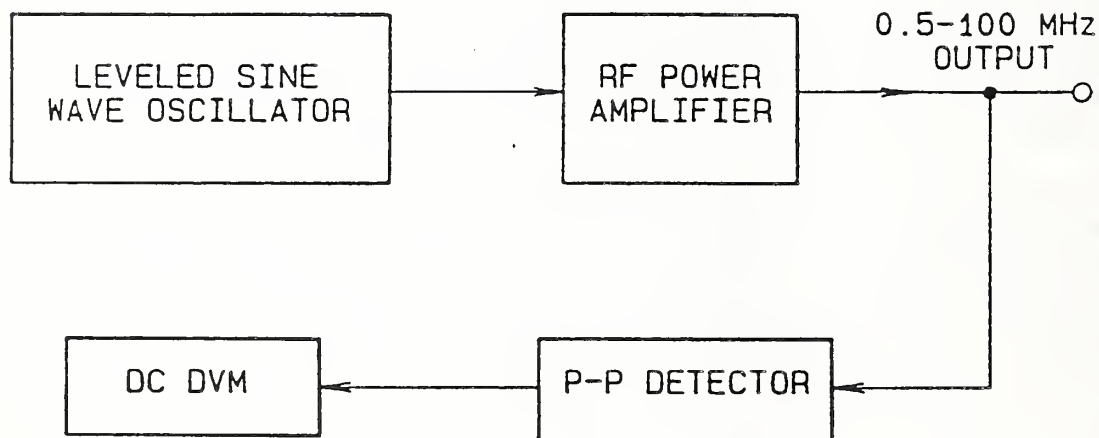 LEVELED SINE
WAVE OSCILLATOR
RF POWER
AMPLIFIER
0.5-100 MHz
OUTPUT
DC DVM
P-P DETECTOR